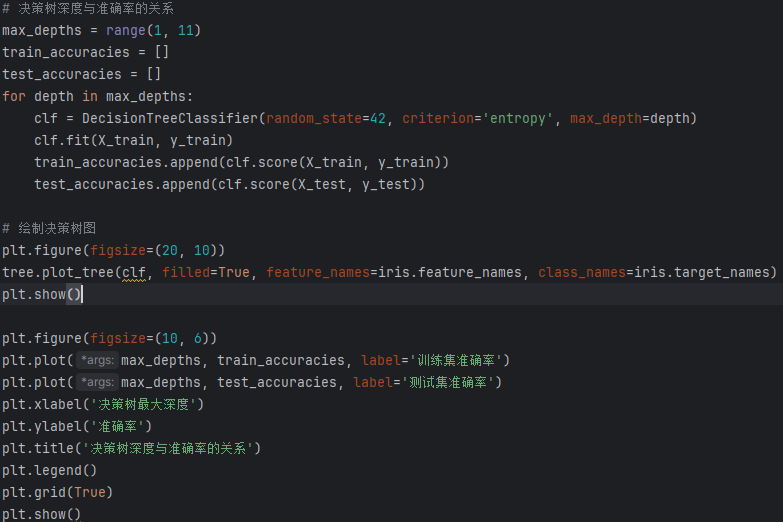 # 决策树深度与准确率的关系
max_depths = range(1, 11)
train_accuracies = []
test_accuracies = []
for depth in max_depths:
    clf = DecisionTreeClassifier(random_state=42, criterion='entropy', max_depth=depth)
    clf.fit(X_train, y_train)
    train_accuracies.append(clf.score(X_train, y_train))
    test_accuracies.append(clf.score(X_test, y_test))

# 绘制决策树图
plt.figure(figsize=(20, 10))
tree.plot_tree(clf, filled=True, feature_names=iris.feature_names, class_names=iris.target_names)
plt.show()

plt.figure(figsize=(10, 6))
plt.plot( *args: max_depths, train_accuracies, label='训练集准确率')
plt.plot( *args: max_depths, test_accuracies, label='测试集准确率')
plt.xlabel('决策树最大深度')
plt.ylabel('准确率')
plt.title('决策树深度与准确率的关系')
plt.legend()
plt.grid(True)
plt.show()